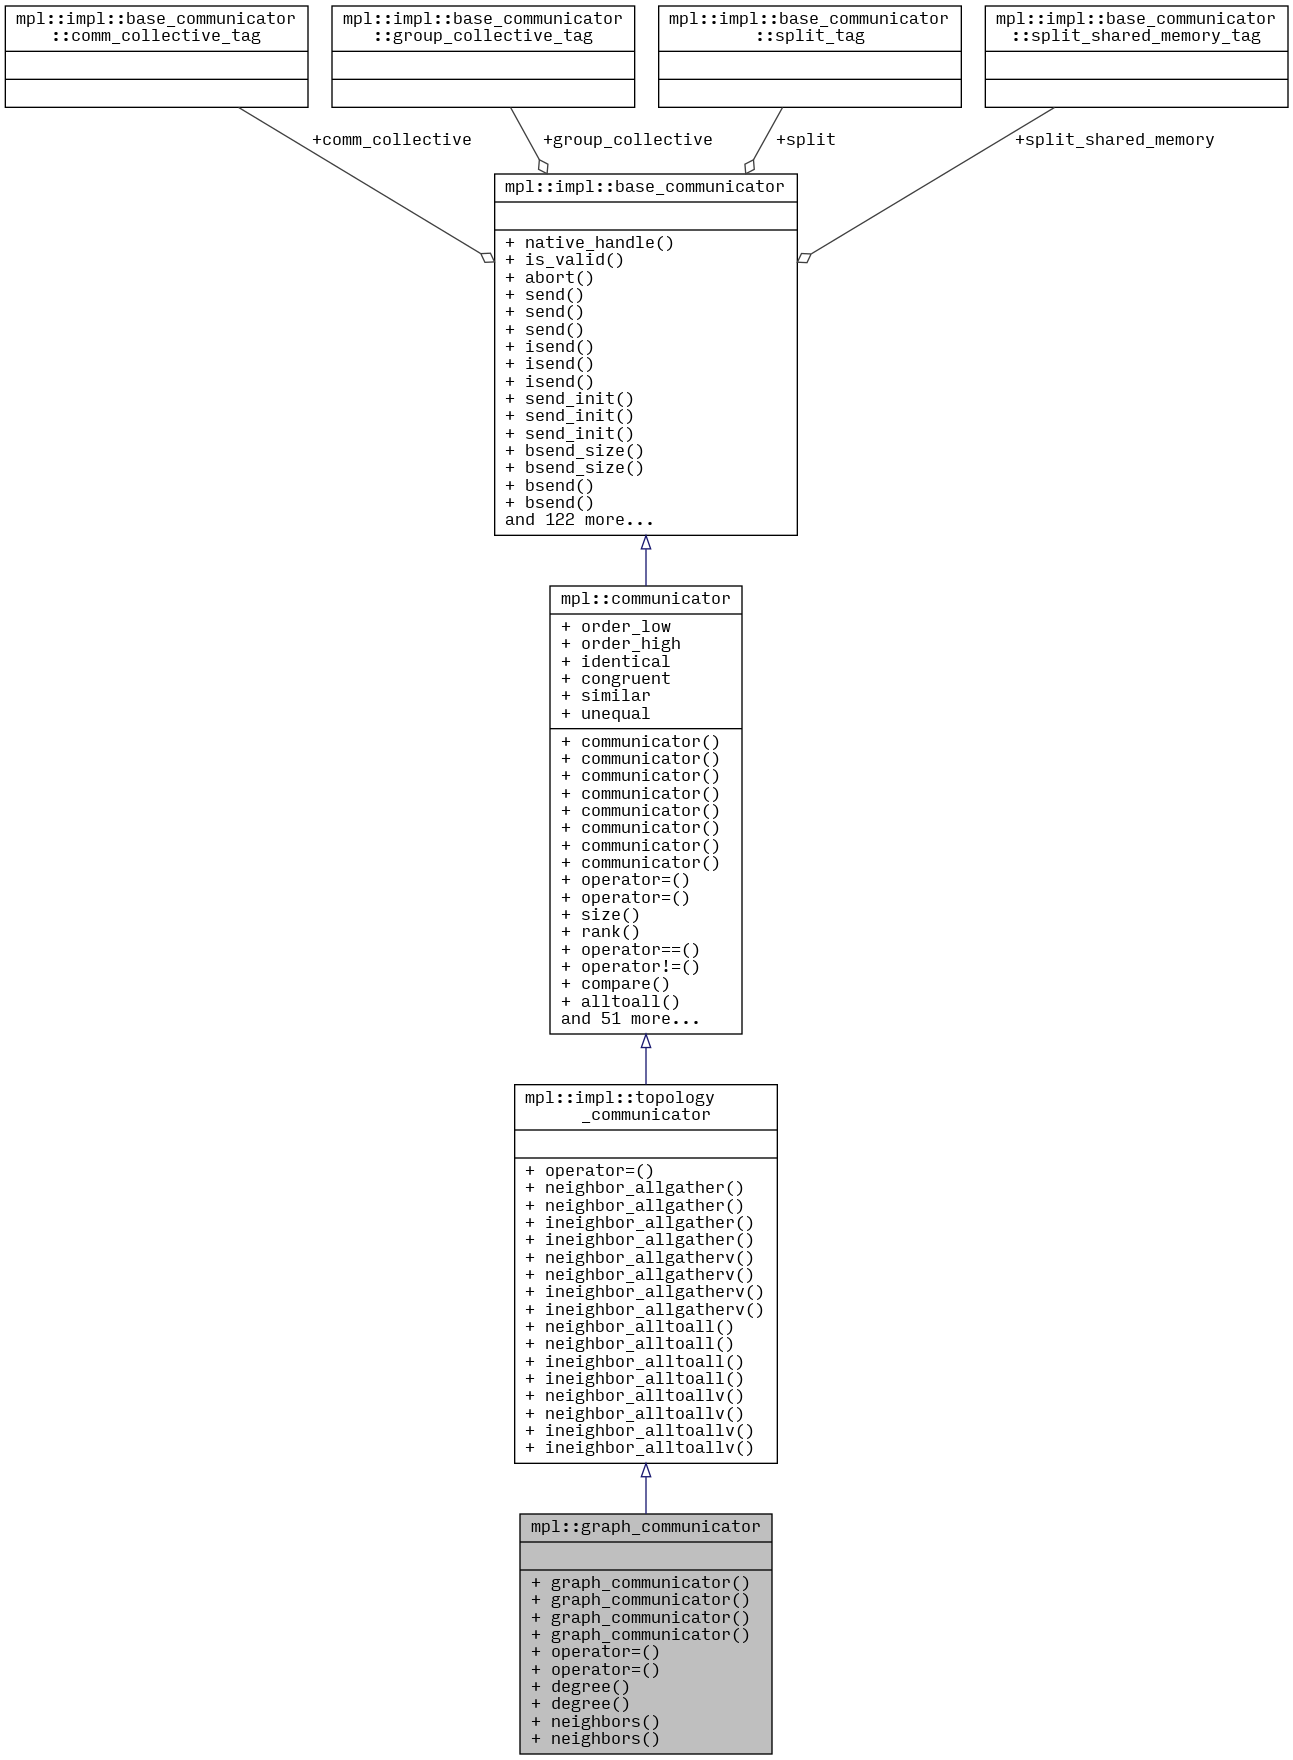 mpl::impl::base_communicator
::comm_collective_tag
mpl::impl::base_communicator
::group_collective_tag
mpl::impl::base_communicator
::split_tag
mpl::impl::base_communicator
::split_shared_memory_tag
+comm_collective
+group_collective
+split
+split_shared_memory
mpl::impl::base_communicator
+ native_handle()
+ is_valid()
+ abort()
+ send()
+ send()
+ send()
+ isend()
+ isend()
+ isend()
+ send_init()
+ send_init()
+ send_init()
+ bsend_size()
+ bsend_size()
+ bsend()
+ bsend()
and 122 more...
mpl::communicator
+ order_low
+ order_high
+ identical
+ congruent
+ similar
+ unequal
+ communicator()
+ communicator()
+ communicator()
+ communicator()
+ communicator()
+ communicator()
+ communicator()
+ communicator()
+ operator=()
+ operator=()
+ size()
+ rank()
+ operator==()
+ operator!=()
+ compare()
+ alltoall()
and 51 more...
mpl::impl::topology
_communicator
+ operator=()
+ neighbor_allgather()
+ neighbor_allgather()
+ ineighbor_allgather()
+ ineighbor_allgather()
+ neighbor_allgatherv()
+ neighbor_allgatherv()
+ ineighbor_allgatherv()
+ ineighbor_allgatherv()
+ neighbor_alltoall()
+ neighbor_alltoall()
+ ineighbor_alltoall()
+ ineighbor_alltoall()
+ neighbor_alltoallv()
+ neighbor_alltoallv()
+ ineighbor_alltoallv()
+ ineighbor_alltoallv()
mpl::graph_communicator
+ graph_communicator()
+ graph_communicator()
+ graph_communicator()
+ graph_communicator()
+ operator=()
+ operator=()
+ degree()
+ degree()
+ neighbors()
+ neighbors()